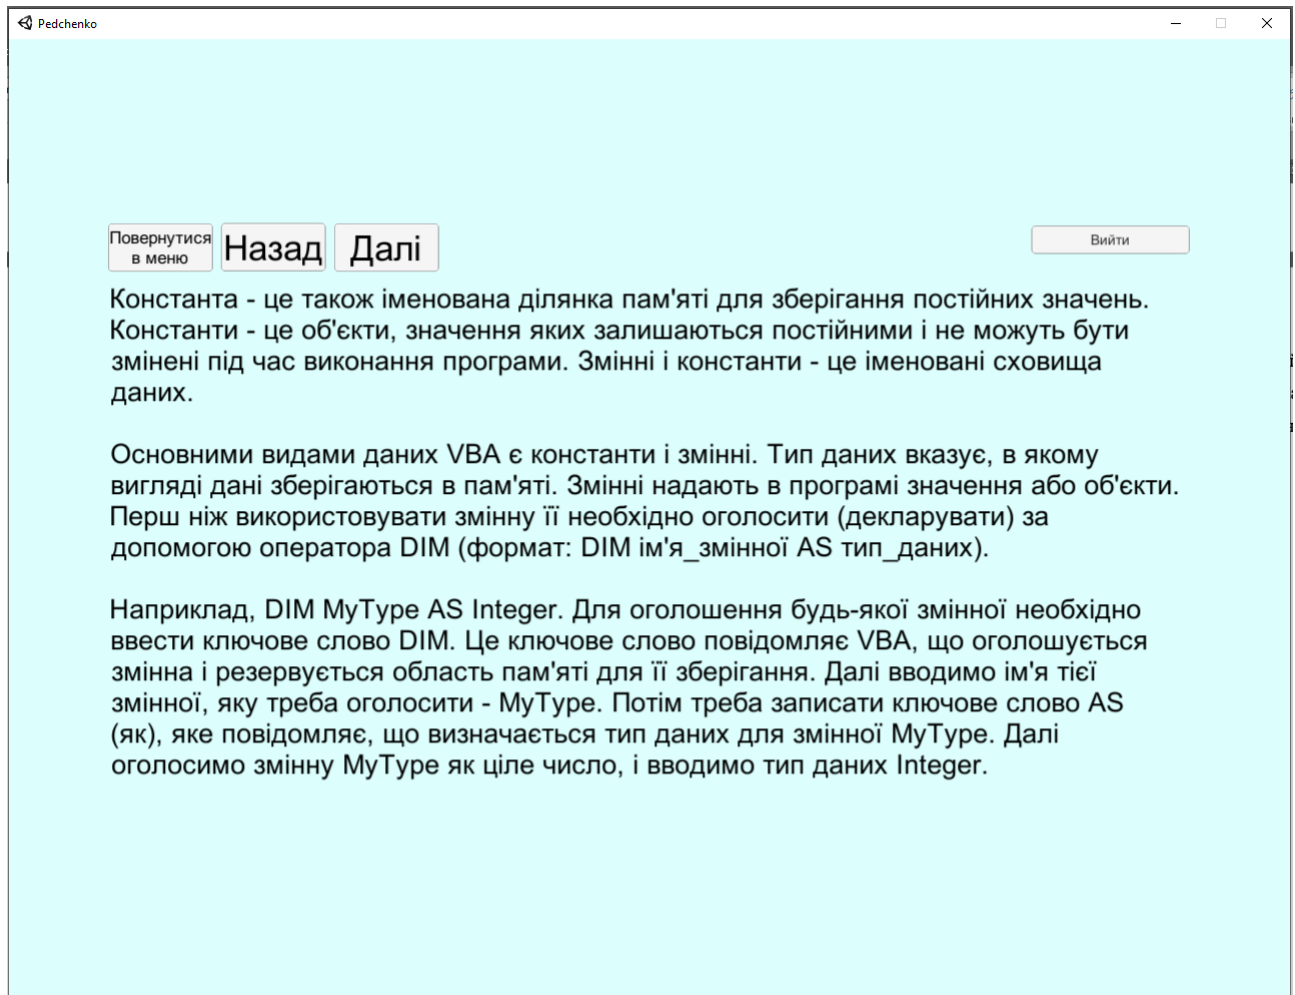 Pedchenko
Повернутися
в меню
Назад
Далі
Вийти
Константа - це також іменована ділянка пам'яті для зберігання постійних значень.
Константи - це об'єкти, значення яких залишаються постійними і не можуть бути
змінені під час виконання програми. Змінні і константи - це іменовані сховища
даних.
Основними видами даних VBA є константи і змінні. Тип даних вказує, в якому
вигляді дані зберігаються в пам'яті. Змінні надають в програмі значення або об'єкти.
Перш ніж використовувати змінну її необхідно оголосити (декларувати) за
допомогою оператора DIM (формат: DIM ім'я_змінної AS тип_даних).
Наприклад, DIM MyType AS Integer. Для оголошення будь-якої змінної необхідно
ввести ключове слово DIM. Це ключове слово повідомляє VBA, що оголошується
змінна і резервується область пам'яті для її зберігання. Далі вводимо ім'я тієї
змінної, яку треба оголосити - MyType. Потім треба записати ключове слово AS
(як), яке повідомляє, що визначається тип даних для змінної MyType. Далі
оголосимо змінну MyType як ціле число, і вводимо тип даних Integer.